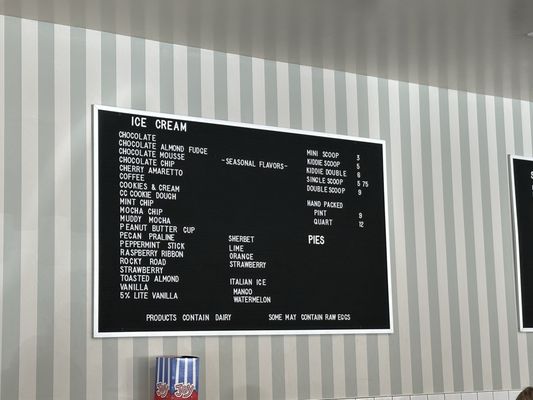 ICE CREAM
CHOCOLATE
CHOCOLATE ALMOND FUDGE
CHOCOLATE MOUSSE
CHOCOLATE CHIP
CHERRY AMARETTO
COFFEE
COOKIES & CREAM
CC COOKIE DOUGH
MINT CHIP
MOCHA CHIP
MUDDY MOCHA
PEANUT BUTTER CUP
PECAN PRALINE
PEPPERMINT STICK
RASPBERRY RIBBON
ROCKY ROAD
STRAWBERRY
TOASTED ALMOND
VANILLA
5% LITE VANILLA
-SEASONAL FLAVORS-
SHERBET
LIME
ORANGE
STRAWBERRY
ITALIAN ICE
MANGO
WATERMELON
MINI SCOOP 3
KIDDIE SCOOP 5
KIDDIE DOUBLE 6
SINGLE SCOOP 5 75
DOUBLE SCOOP 9
HAND PACKED
PINT 9
QUART 12
PIES
PRODUCTS CONTAIN DAIRY SOME MAY CONTAIN RAW EGGS